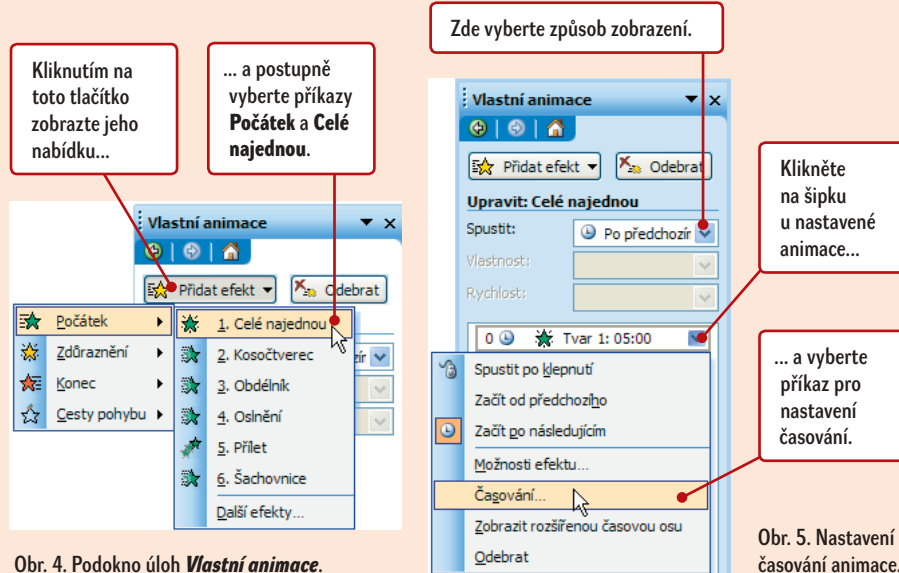 Kliknutím na
toto tlačítko
zobrazte jeho
nabídku...
... a postupně
vyberte příkazy
Počátek a Celé
najednou.
Vlastní animace
Přidat efekt
Odebrat
Počátek
Zdůraznění
Konec
Cesty pohybu
1. Celé najednou
2. Kosočtverec
3. Obdélník
4. Oslnění
5. Přílet
6. Šachovnice
Další efekty...
Obr. 4. Podokno úloh Vlastní animace.
Zde vyberte způsob zobrazení.
Vlastní animace
Přidat efekt
Odebrat
Upravit: Celé najednou
Spustit:
Po předchozír
Vlastnost:
Rychlost:
0 Tvar 1: 05:00
Spustit po klepnutí
Začít od předchozího
Začít po následujícím
Možnosti efektu...
Časování...
Zobrazit rozšířenou časovou osu
Odebrat
Klikněte
na šipku
u nastavené
animace...
... a vyberte
příkaz pro
nastavení
časování.
Obr. 5. Nastavení
časování animace.